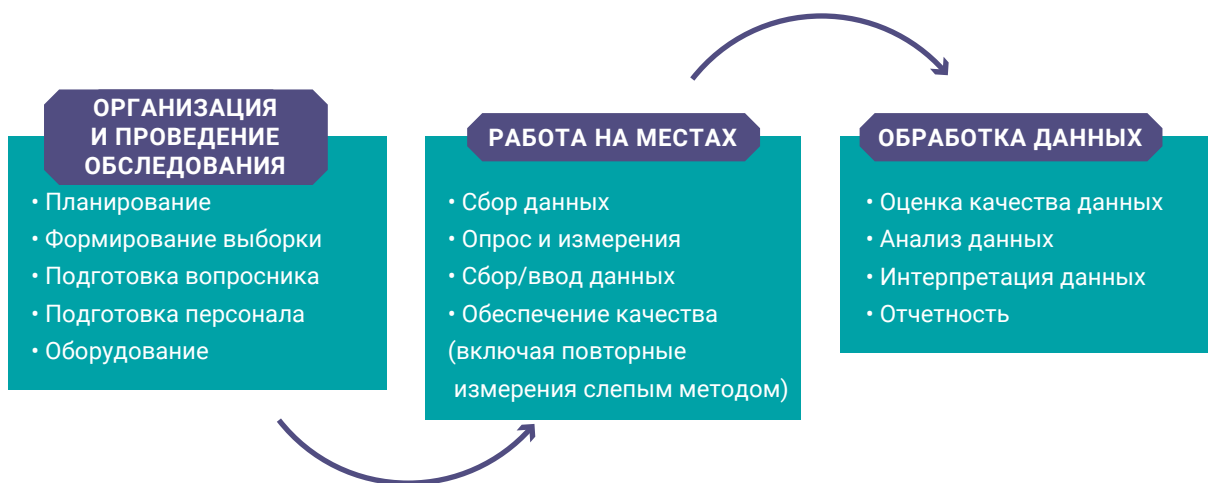 ОРГАНИЗАЦИЯ
И ПРОВЕДЕНИЕ
ОБСЛЕДОВАНИЯ
• Планирование
• Формирование выборки
• Подготовка вопросника
• Подготовка персонала
• Оборудование
РАБОТА НА МЕСТАХ
• Сбор данных
• Опрос и измерения
• Сбор/ввод данных
• Обеспечение качества
(включая повторные
измерения слепым методом)
ОБРАБОТКА ДАННЫХ
• Оценка качества данных
• Анализ данных
• Интерпретация данных
• Отчетность